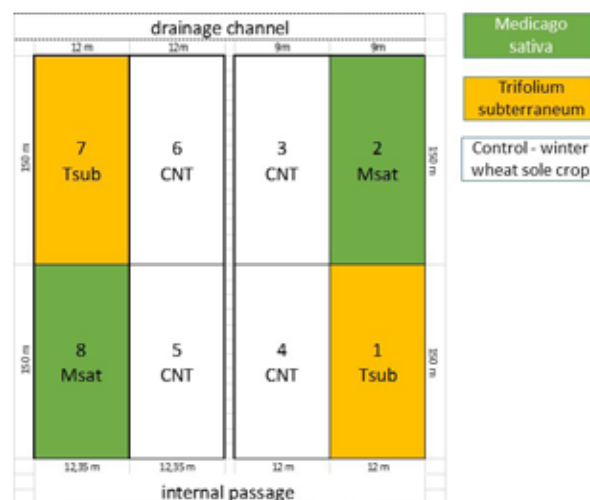 drainage channel
12 m 12m 9m 9m
Medicago
sativa
Trifolium
subterraneum
Control - winter
wheat sole crop
150 m
7
Tsub
6
CNT
3
CNT
2
Msat
150 m
150 m
8
Msat
5
CNT
4
CNT
1
Tsub
150 m
12,35 m 12,35 m 12 m 12 m
internal passage